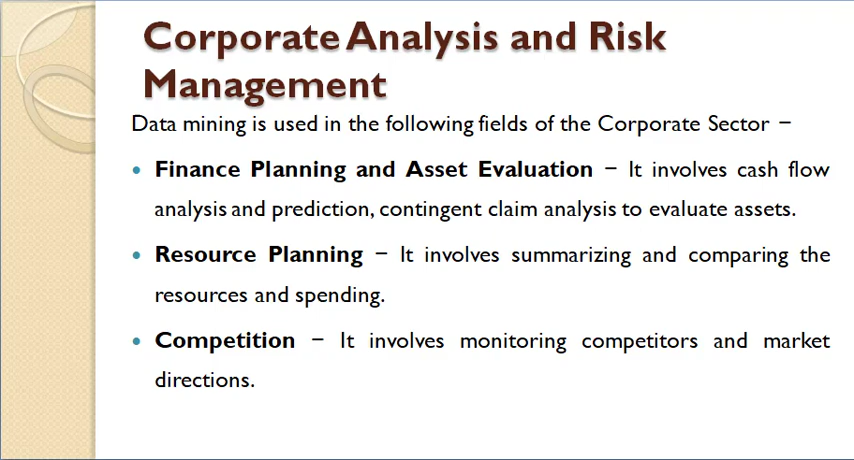 Corporate Analysis and Risk
Management
Data mining is used in the following fields of the Corporate Sector −
• Finance Planning and Asset Evaluation − It involves cash flow
analysis and prediction, contingent claim analysis to evaluate assets.
• Resource Planning − It involves summarizing and comparing the
resources and spending.
• Competition − It involves monitoring competitors and market
directions.